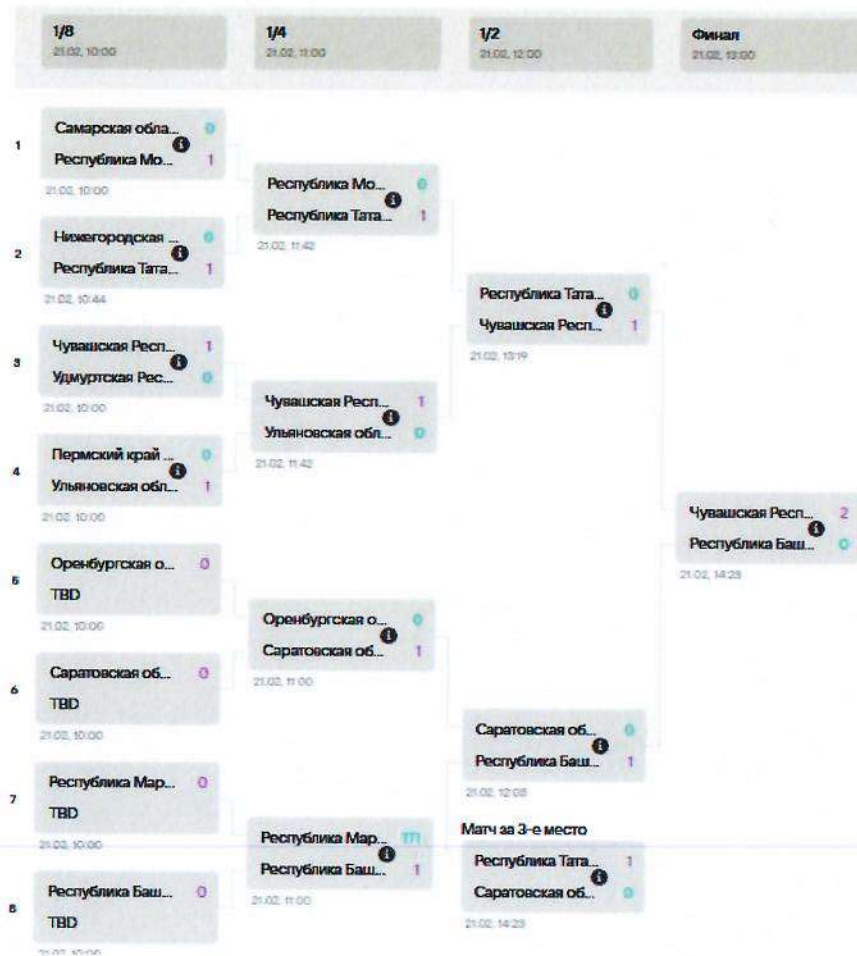 1/8
21.02, 10:00
1/4
21.02, 11:00
1/2
21.02, 12:00
Финал
21.02, 13:00
1
Самарская обла... 0
Республика Мо... 1
21.02, 10:00
2
Нижегородская ... 0
Республика Тата... 1
21.02, 10:44
3
Чувашская Респ... 1
Удмуртская Рес... 0
21.02, 10:00
4
Пермский край ... 0
Ульяновская обл... 1
21.02, 10:00
5
Оренбургская о... 0
TBD
21.02, 10:00
6
Саратовская об... 0
TBD
21.02, 10:00
7
Республика Мар... 0
TBD
21.02, 10:00
8
Республика Баш... 0
TBD
21.02, 10:00
Республика Мо... 0
Республика Тата... 1
21.02, 11:42
Чувашская Респ... 1
Ульяновская обл... 0
21.02, 11:42
Оренбургская о... 0
Саратовская об... 1
21.02, 11:00
Республика Мар... ТП
Республика Баш... 1
21.02, 11:00
Республика Тата... 0
Чувашская Респ... 1
21.02, 13:19
Саратовская об... 0
Республика Баш... 1
21.02, 12:03
Матч за 3-е место
Республика Тата... 1
Саратовская об... 0
21.02, 14:23
Чувашская Респ... 2
Республика Баш... 0
21.02, 14:23